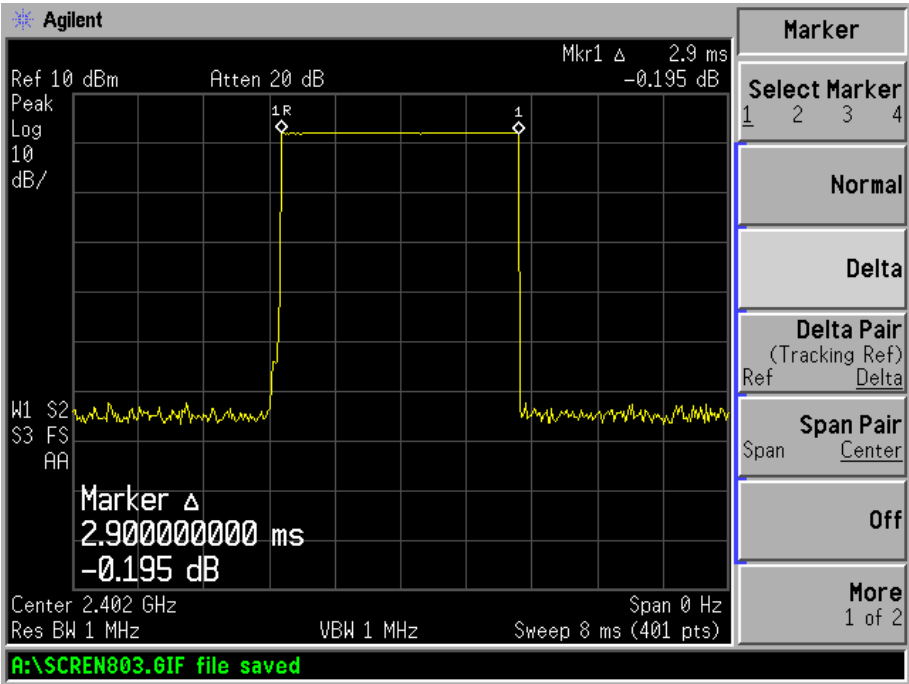 Agilent
Mkr1 Δ 2.9 ms
Ref 10 dBm Atten 20 dB -0.195 dB
Peak
Log
10
dB/
1R
1
W1 S2
S3 FS
AA
Marker Δ
2.900000000 ms
-0.195 dB
Center 2.402 GHz Span 0 Hz
Res BW 1 MHz VBW 1 MHz Sweep 8 ms (401 pts)
A:\SCREN803.GIF file saved
Marker
Select Marker
1 2 3 4
Normal
Delta
Delta Pair
(Tracking Ref)
Ref Delta
Span Pair
Span Center
Off
More
1 of 2